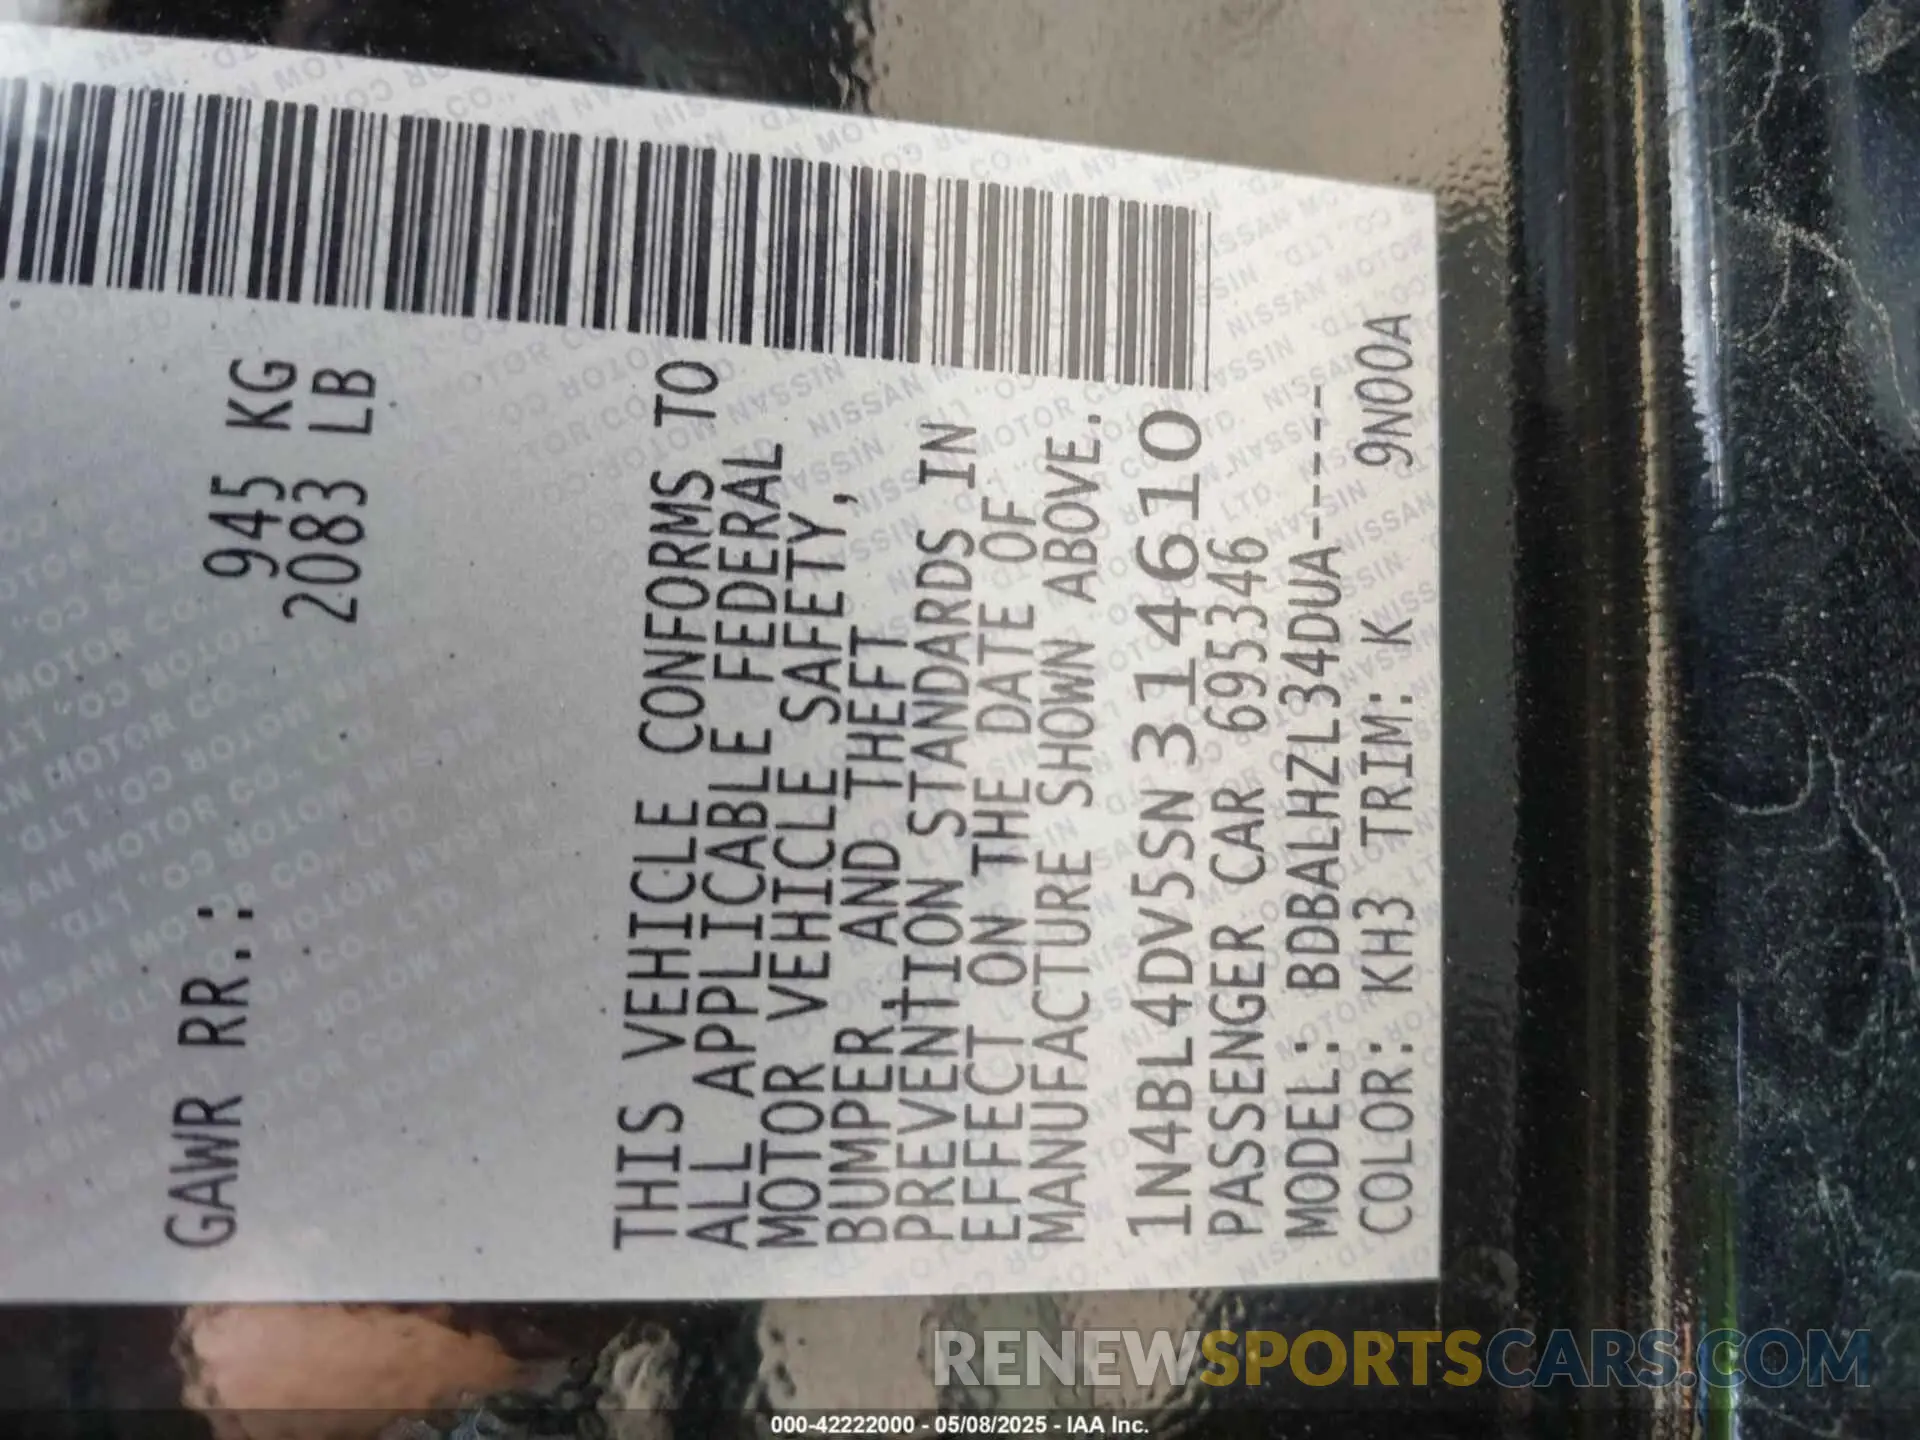 GAWR RR.: 945 KG
2083 LB
THIS VEHICLE CONFORMS TO
ALL APPLICABLE FEDERAL
MOTOR VEHICLE SAFETY,
BUMPER, AND THEFT
PREVENTION STANDARDS IN
EFFECT ON THE DATE OF
MANUFACTURE SHOWN ABOVE.
1N4BL4DV5SN314610
PASSENGER CAR 695346
MODEL: BDBALHZL34DUA-----
COLOR: KH3 TRIM: K 9N00A
RENEWSPORTSCARS.COM
000-42222000 - 05/08/2025 - IAA Inc.